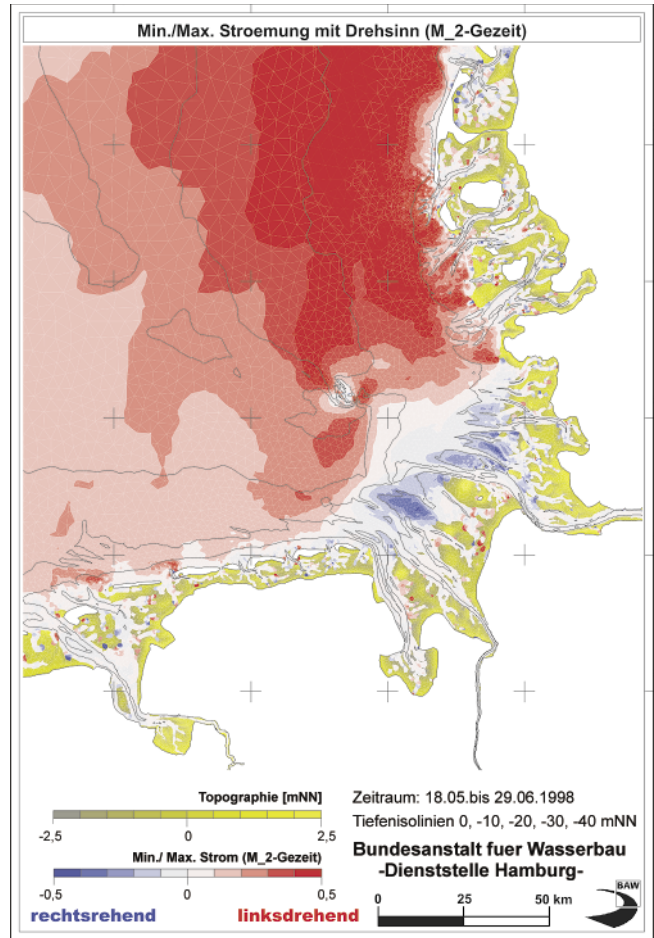 Min./Max. Stroemung mit Drehsinn (M_2-Gezeit)
Topographie [mNN]
-2,5 0 2,5
Min./ Max. Strom (M_2-Gezeit)
-0,5 0 0,5
rechtsrehend linksdrehend
Zeitraum: 18.05.bis 29.06.1998
Tiefenisolinien 0, -10, -20, -30, -40 mNN
Bundesanstalt fuer Wasserbau
-Dienststelle Hamburg-
0 25 50 km
BAW